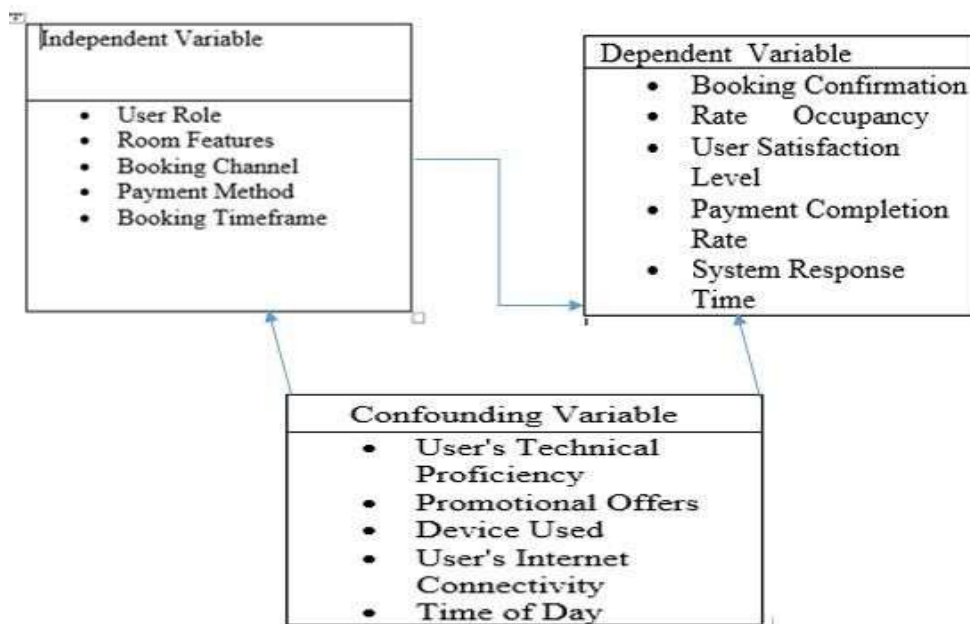 Independent Variable
User Role
Room Features
Booking Channel
Payment Method
Booking Timeframe
Dependent Variable
Booking Confirmation
Rate Occupancy
User Satisfaction
Level
Payment Completion
Rate
System Response
Time
Confounding Variable
User's Technical
Proficiency
Promotional Offers
Device Used
User's Internet
Connectivity
Time of Day